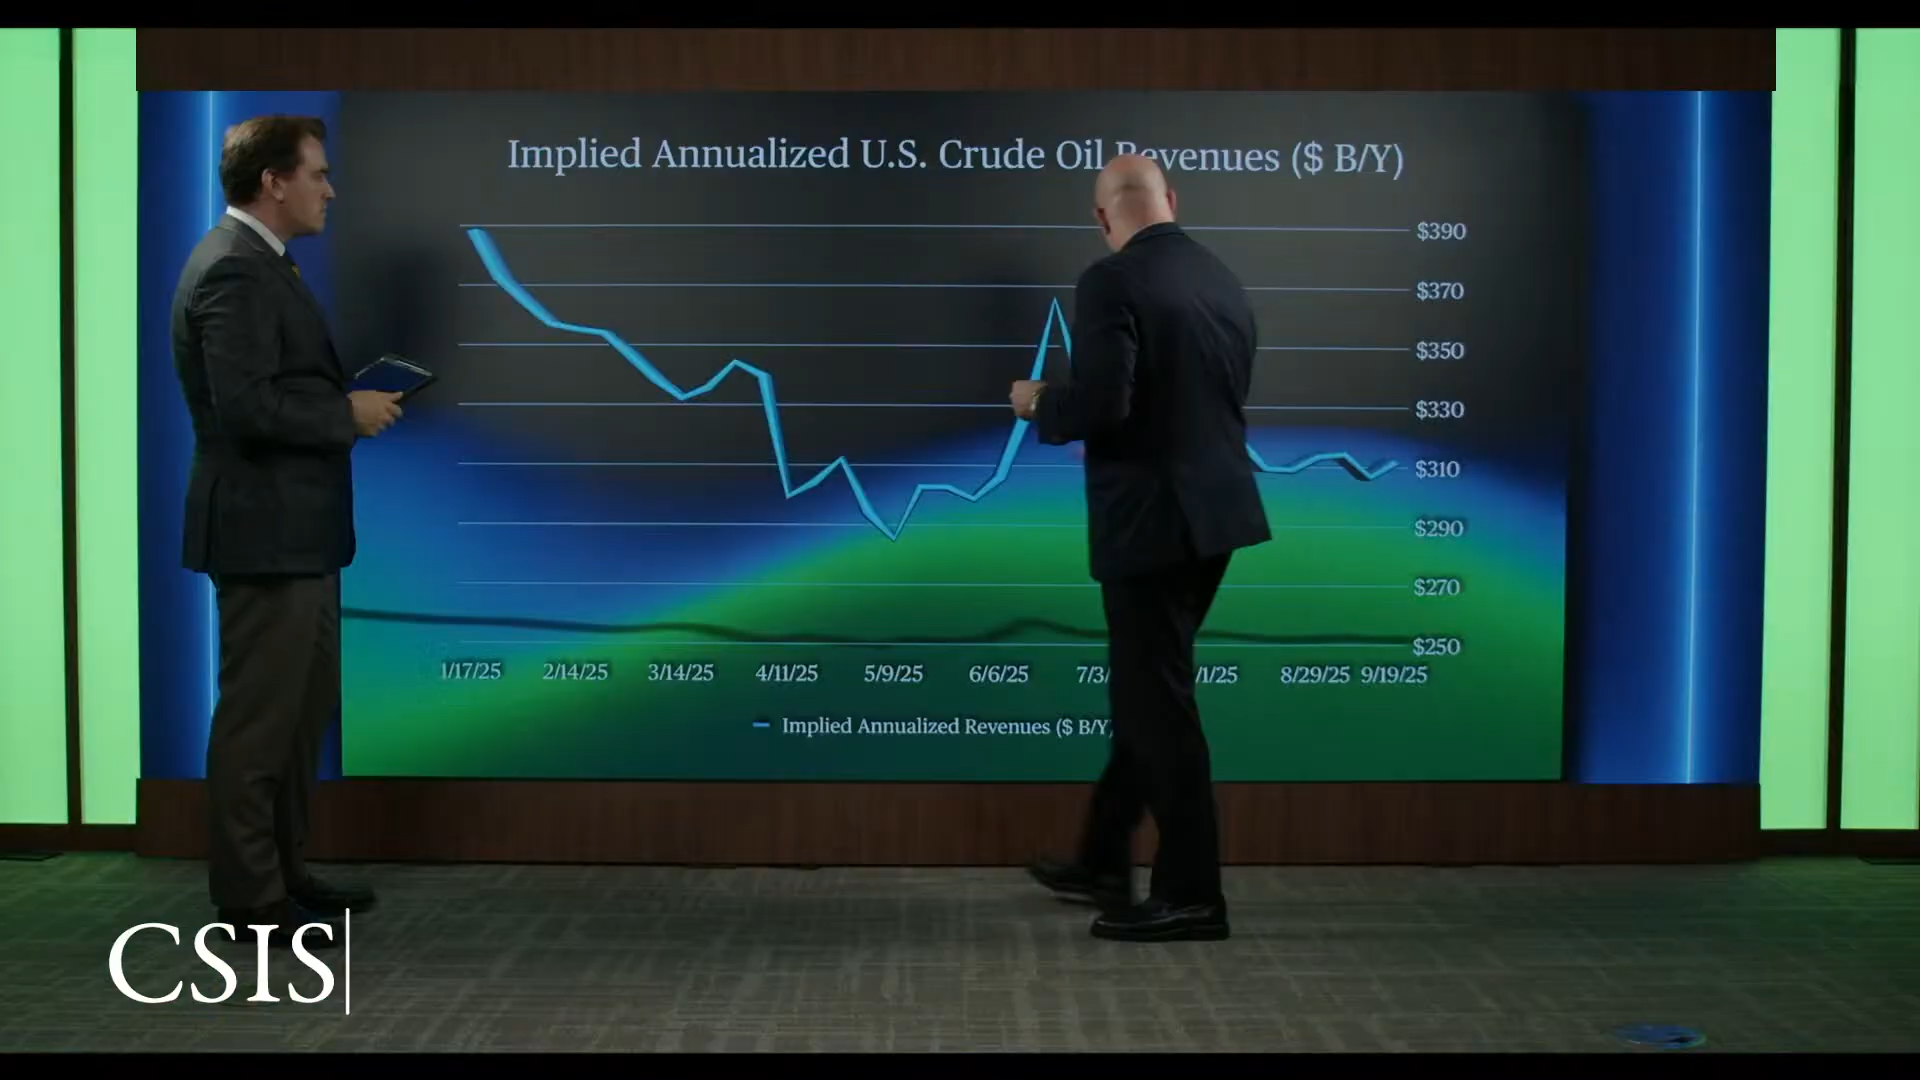 Implied Annualized U.S. Crude Oil Revenues ($ B/Y)
$390
$370
$350
$330
$310
$290
$270
$250
1/17/25 2/14/25 3/14/25 4/11/25 5/9/25 6/6/25 7/3/ /1/25 8/29/25 9/19/25
Implied Annualized Revenues ($ B/Y)
CSIS